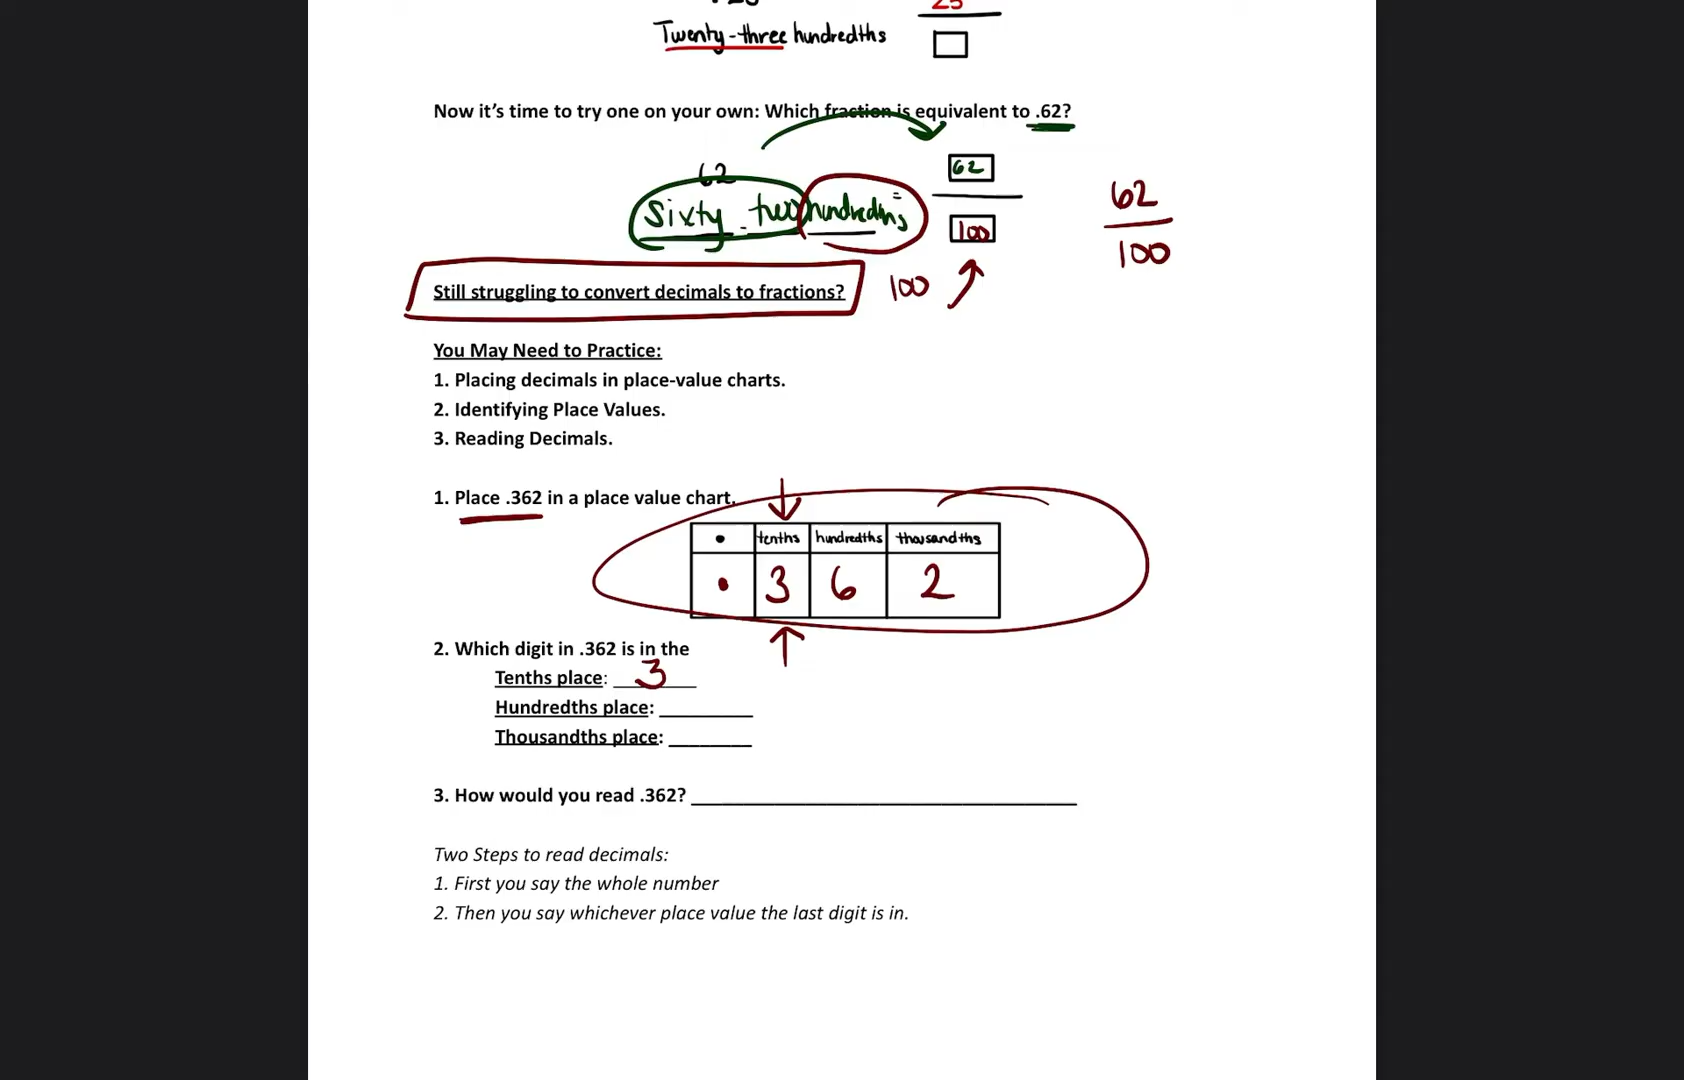 Twenty-three hundredths
Now it's time to try one on your own: Which fraction is equivalent to .62?
62
62
Sixty - two hundredths
100
62
100
Still struggling to convert decimals to fractions?
100
You May Need to Practice:
1. Placing decimals in place-value charts.
2. Identifying Place Values.
3. Reading Decimals.
1. Place .362 in a place value chart.
• tenths hundredths thousandths
• 3 6 2
2. Which digit in .362 is in the
Tenths place: 3
Hundredths place: ________
Thousandths place: ________
3. How would you read .362? ________
Two Steps to read decimals:
1. First you say the whole number
2. Then you say whichever place value the last digit is in.